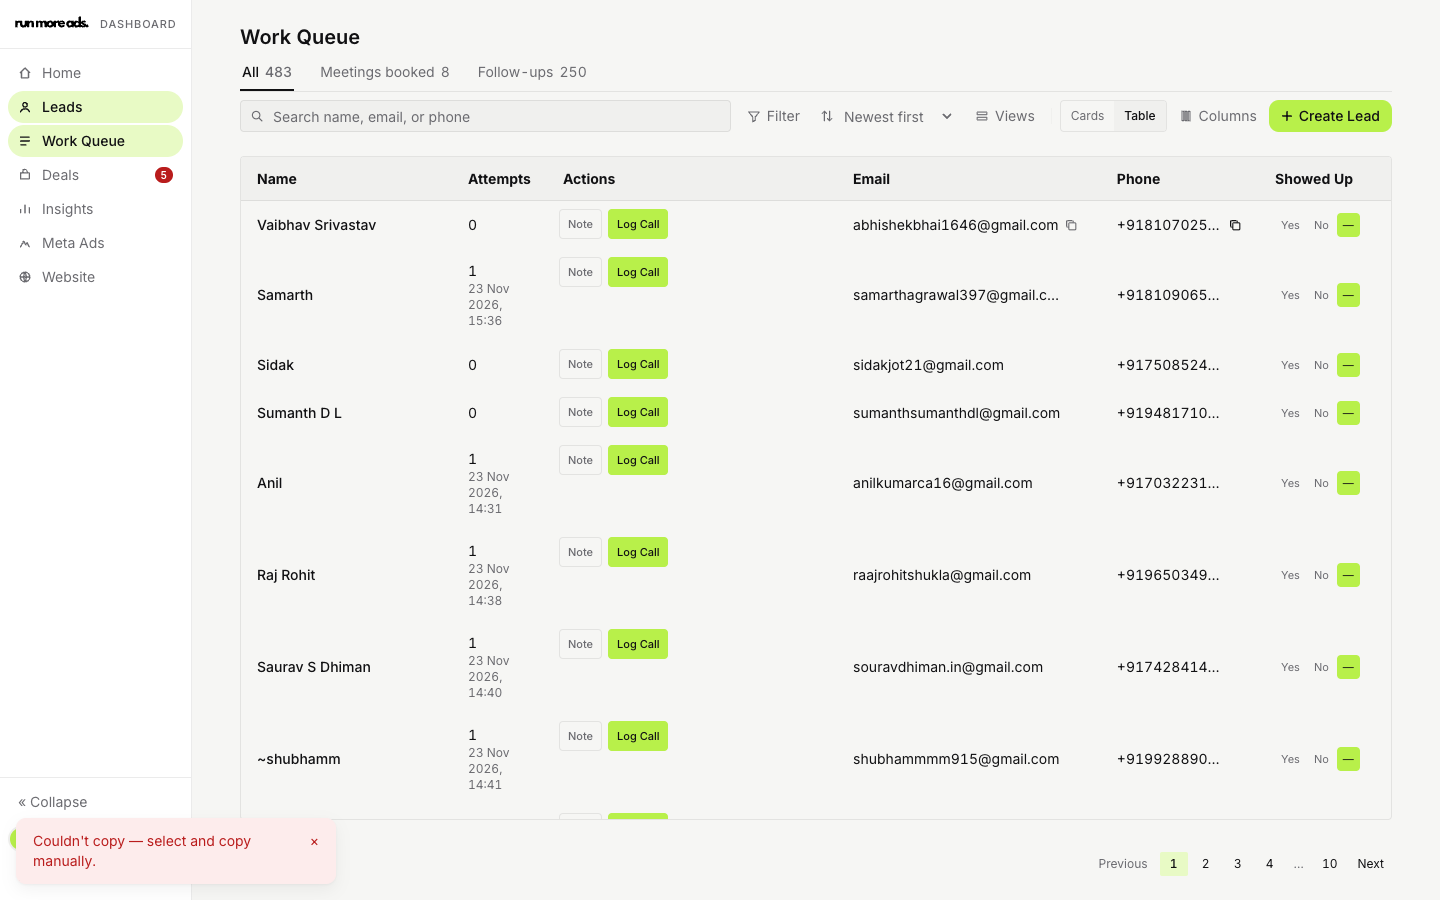 run more ads. DASHBOARD
Home
Leads
Work Queue
Deals 5
Insights
Meta Ads
Website
« Collapse
Couldn't copy — select and copy ×
manually.
Work Queue
All 483 Meetings booked 8 Follow-ups 250
Search name, email, or phone Filter Newest first Views Cards Table Columns + Create Lead
Name Attempts Actions Email Phone Showed Up
Vaibhav Srivastav 0 Note Log Call abhishekbhai1646@gmail.com +918107025... Yes No —
Samarth 1 Note Log Call samarthagrawal397@gmail.c... +918109065... Yes No —
23 Nov
2026,
15:36
Sidak 0 Note Log Call sidakjot21@gmail.com +917508524... Yes No —
Sumanth D L 0 Note Log Call sumanthsumanthdl@gmail.com +919481710... Yes No —
Anil 1 Note Log Call anilkumarca16@gmail.com +917032231... Yes No —
23 Nov
2026,
14:31
Raj Rohit 1 Note Log Call raajrohitshukla@gmail.com +919650349... Yes No —
23 Nov
2026,
14:38
Saurav S Dhiman 1 Note Log Call souravdhiman.in@gmail.com +917428414... Yes No —
23 Nov
2026,
14:40
~shubhamm 1 Note Log Call shubhammmm915@gmail.com +919928890... Yes No —
23 Nov
2026,
14:41
Previous 1 2 3 4 ... 10 Next